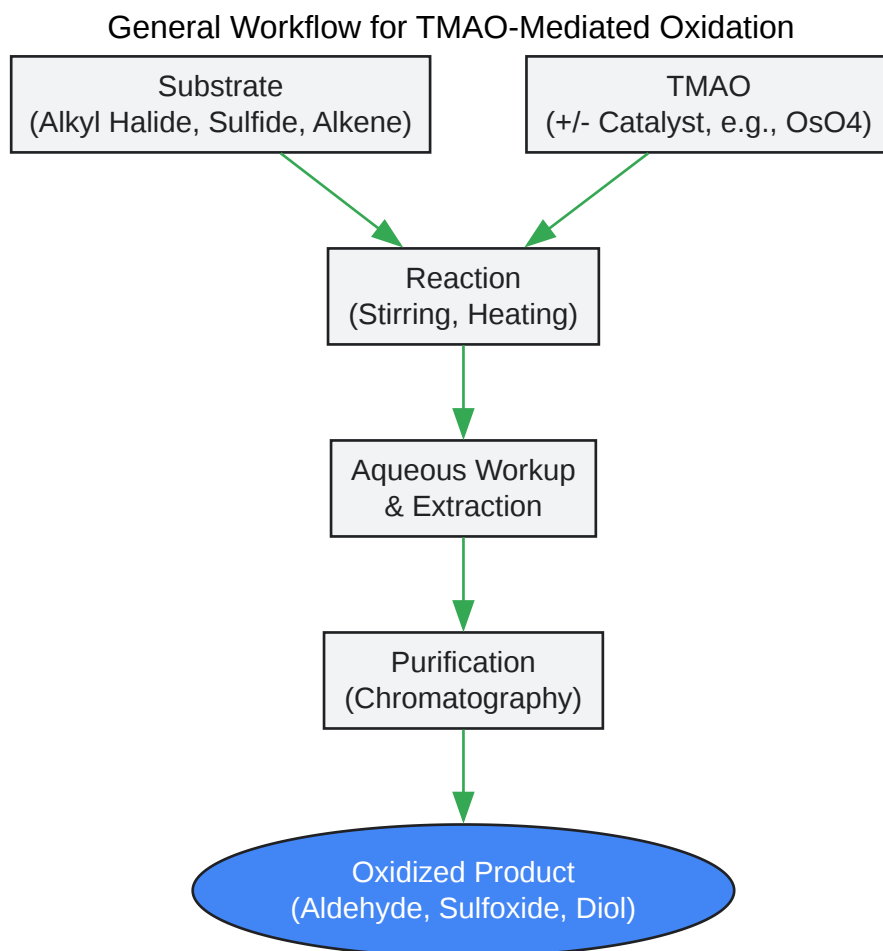 General Workflow for TMAO-Mediated Oxidation
Substrate
(Alkyl Halide, Sulfide, Alkene)
TMAO
(+/- Catalyst, e.g., OsO4)
Reaction
(Stirring, Heating)
Aqueous Workup
& Extraction
Purification
(Chromatography)
Oxidized Product
(Aldehyde, Sulfoxide, Diol)